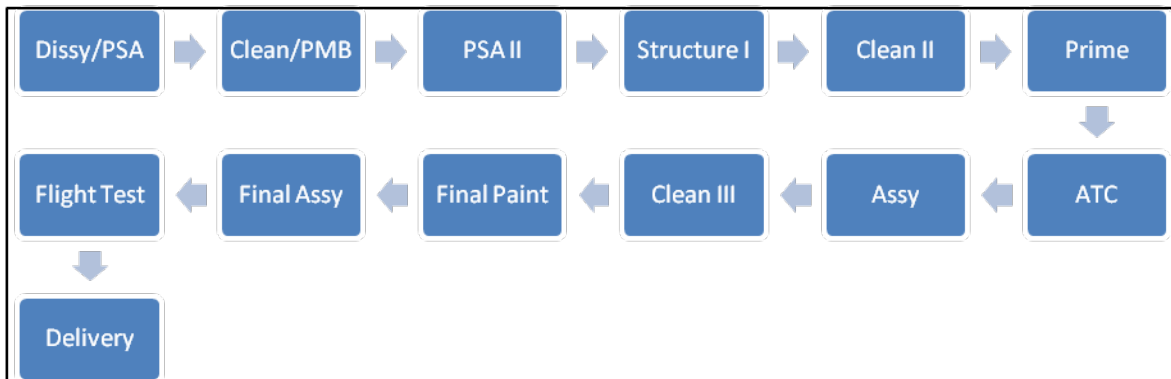 Dissy/PSA
Clean/PMB
PSA II
Structure I
Clean II
Prime
ATC
Assy
Clean III
Final Paint
Final Assy
Flight Test
Delivery